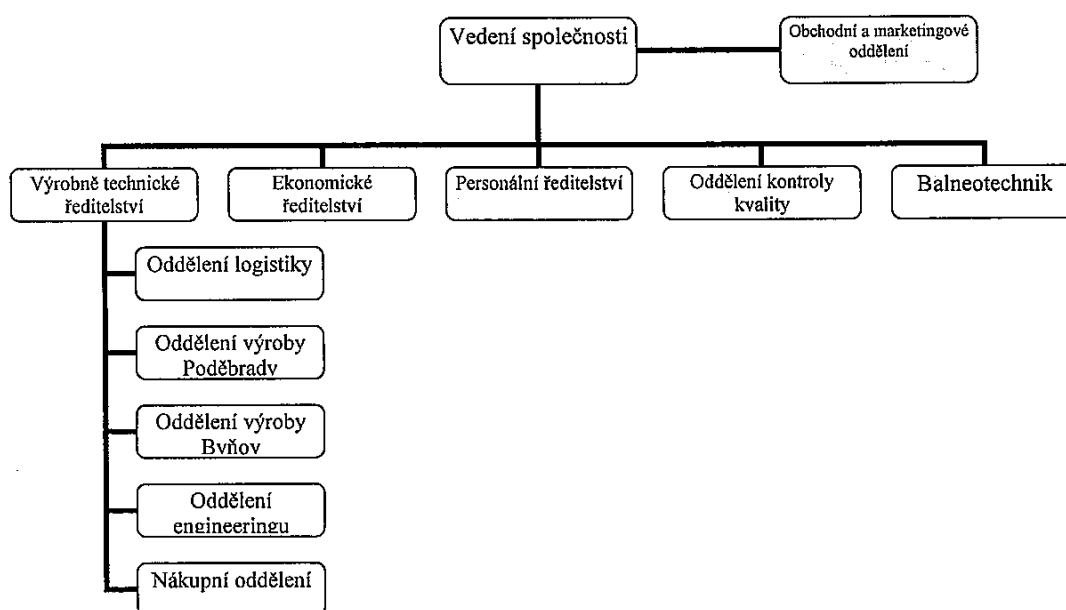 Vedení společnosti
Obchodní a marketingové
oddělení
Výrobně technické
ředitelství
Ekonomické
ředitelství
Personální ředitelství
Oddělení kontroly
kvality
Balneotechnik
Oddělení logistiky
Oddělení výroby
Poděbrady
Oddělení výroby
Byňov
Oddělení
engineeringu
Nákupní oddělení